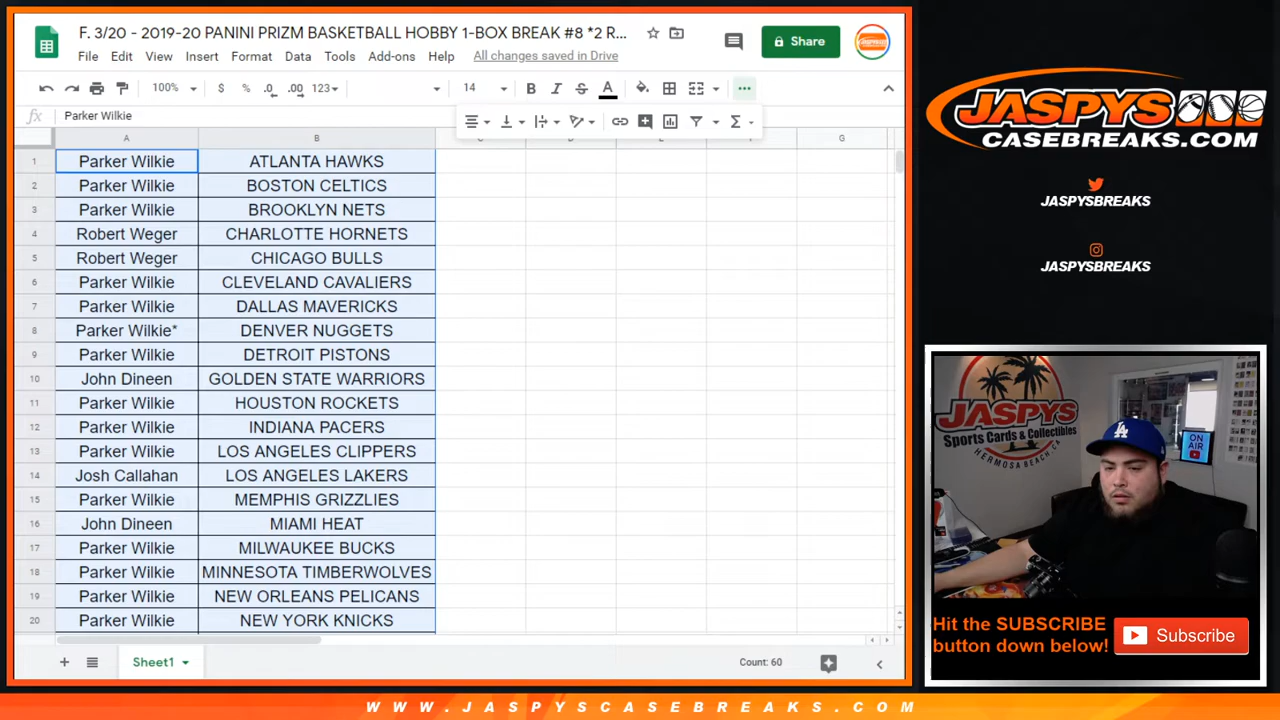 F. 3/20 - 2019-20 PANINI PRIZM BASKETBALL HOBBY 1-BOX BREAK #8 *2 R...
Share
File Edit View Insert Format Data Tools Add-ons Help All changes saved in Drive
100% $ % .0 .00 123 14 B I S A
fx Parker Wilkie
A B G
1 Parker Wilkie ATLANTA HAWKS
2 Parker Wilkie BOSTON CELTICS
3 Parker Wilkie BROOKLYN NETS
4 Robert Weger CHARLOTTE HORNETS
5 Robert Weger CHICAGO BULLS
6 Parker Wilkie CLEVELAND CAVALIERS
7 Parker Wilkie DALLAS MAVERICKS
8 Parker Wilkie* DENVER NUGGETS
9 Parker Wilkie DETROIT PISTONS
10 John Dineen GOLDEN STATE WARRIORS
11 Parker Wilkie HOUSTON ROCKETS
12 Parker Wilkie INDIANA PACERS
13 Parker Wilkie LOS ANGELES CLIPPERS
14 Josh Callahan LOS ANGELES LAKERS
15 Parker Wilkie MEMPHIS GRIZZLIES
16 John Dineen MIAMI HEAT
17 Parker Wilkie MILWAUKEE BUCKS
18 Parker Wilkie MINNESOTA TIMBERWOLVES
19 Parker Wilkie NEW ORLEANS PELICANS
20 Parker Wilkie NEW YORK KNICKS
Sheet1
Count: 60
JASPYS
CASEBREAKS.COM
JASPYSBREAKS
JASPYSBREAKS
JASPYS
Sports Cards & Collectibles
HERMOSA BEACH CA
LA
ON AIR
Hit the SUBSCRIBE
button down below!
Subscribe
WWW.JASPYSCASEBREAKS.COM